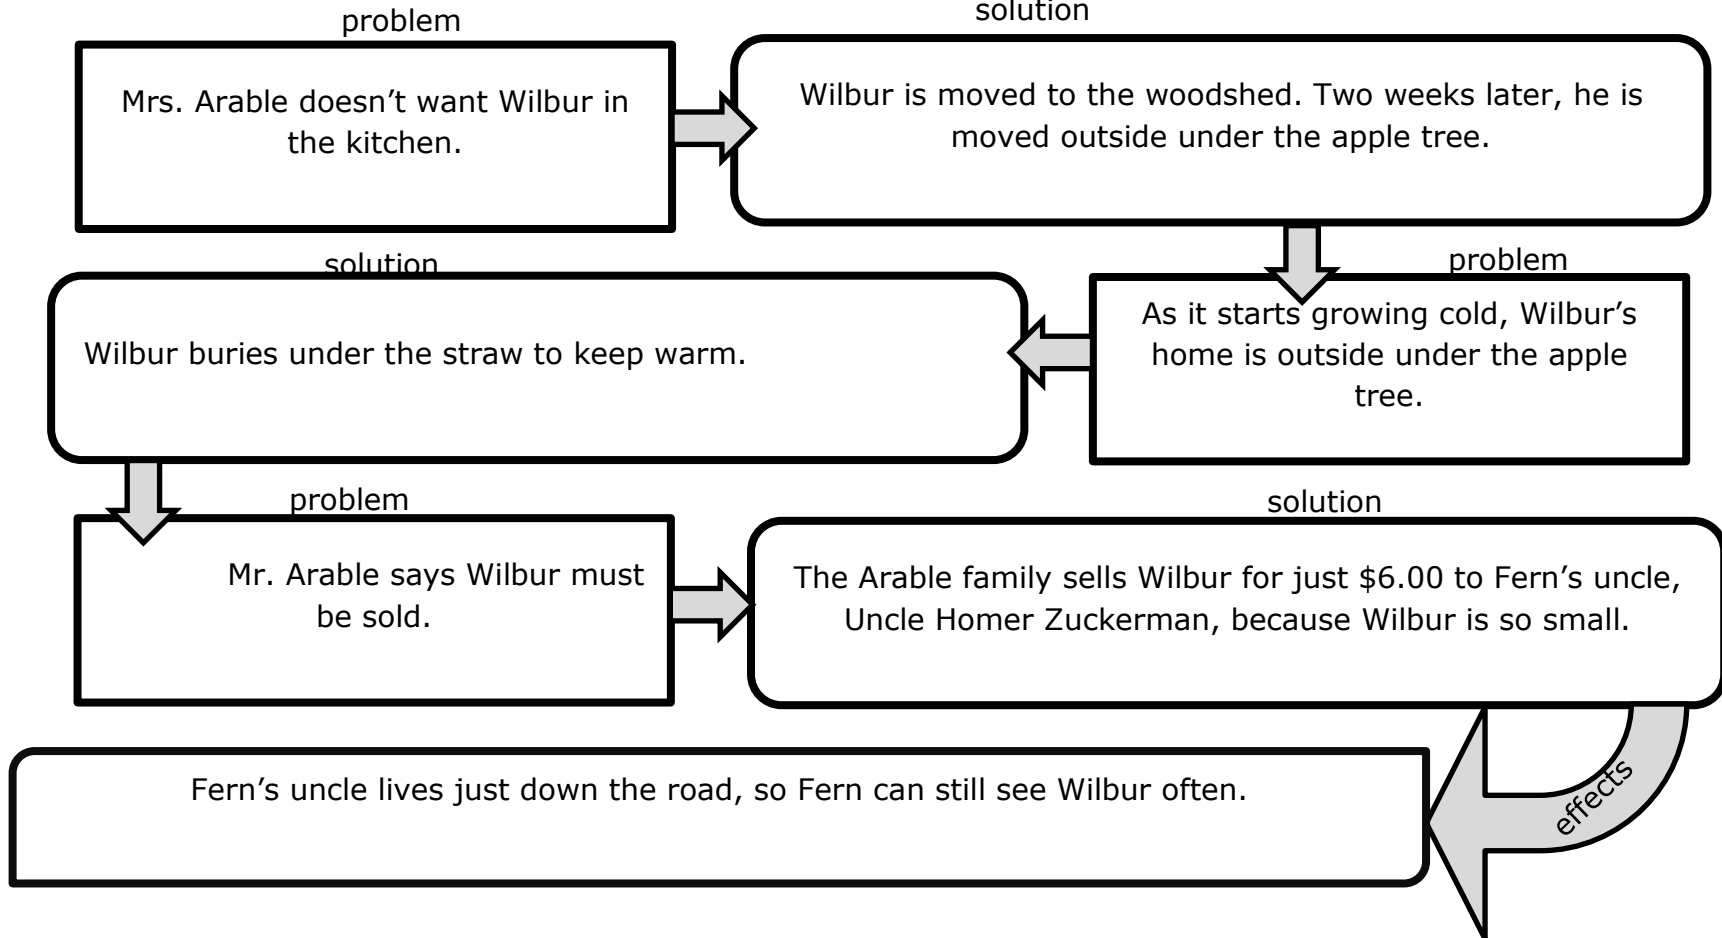 problem
solution
Mrs. Arable doesn’t want Wilbur in
the kitchen.
Wilbur is moved to the woodshed. Two weeks later, he is
moved outside under the apple tree.
solution
problem
Wilbur buries under the straw to keep warm.
As it starts growing cold, Wilbur’s
home is outside under the apple
tree.
problem
solution
Mr. Arable says Wilbur must
be sold.
The Arable family sells Wilbur for just $6.00 to Fern’s uncle,
Uncle Homer Zuckerman, because Wilbur is so small.
effects
Fern’s uncle lives just down the road, so Fern can still see Wilbur often.